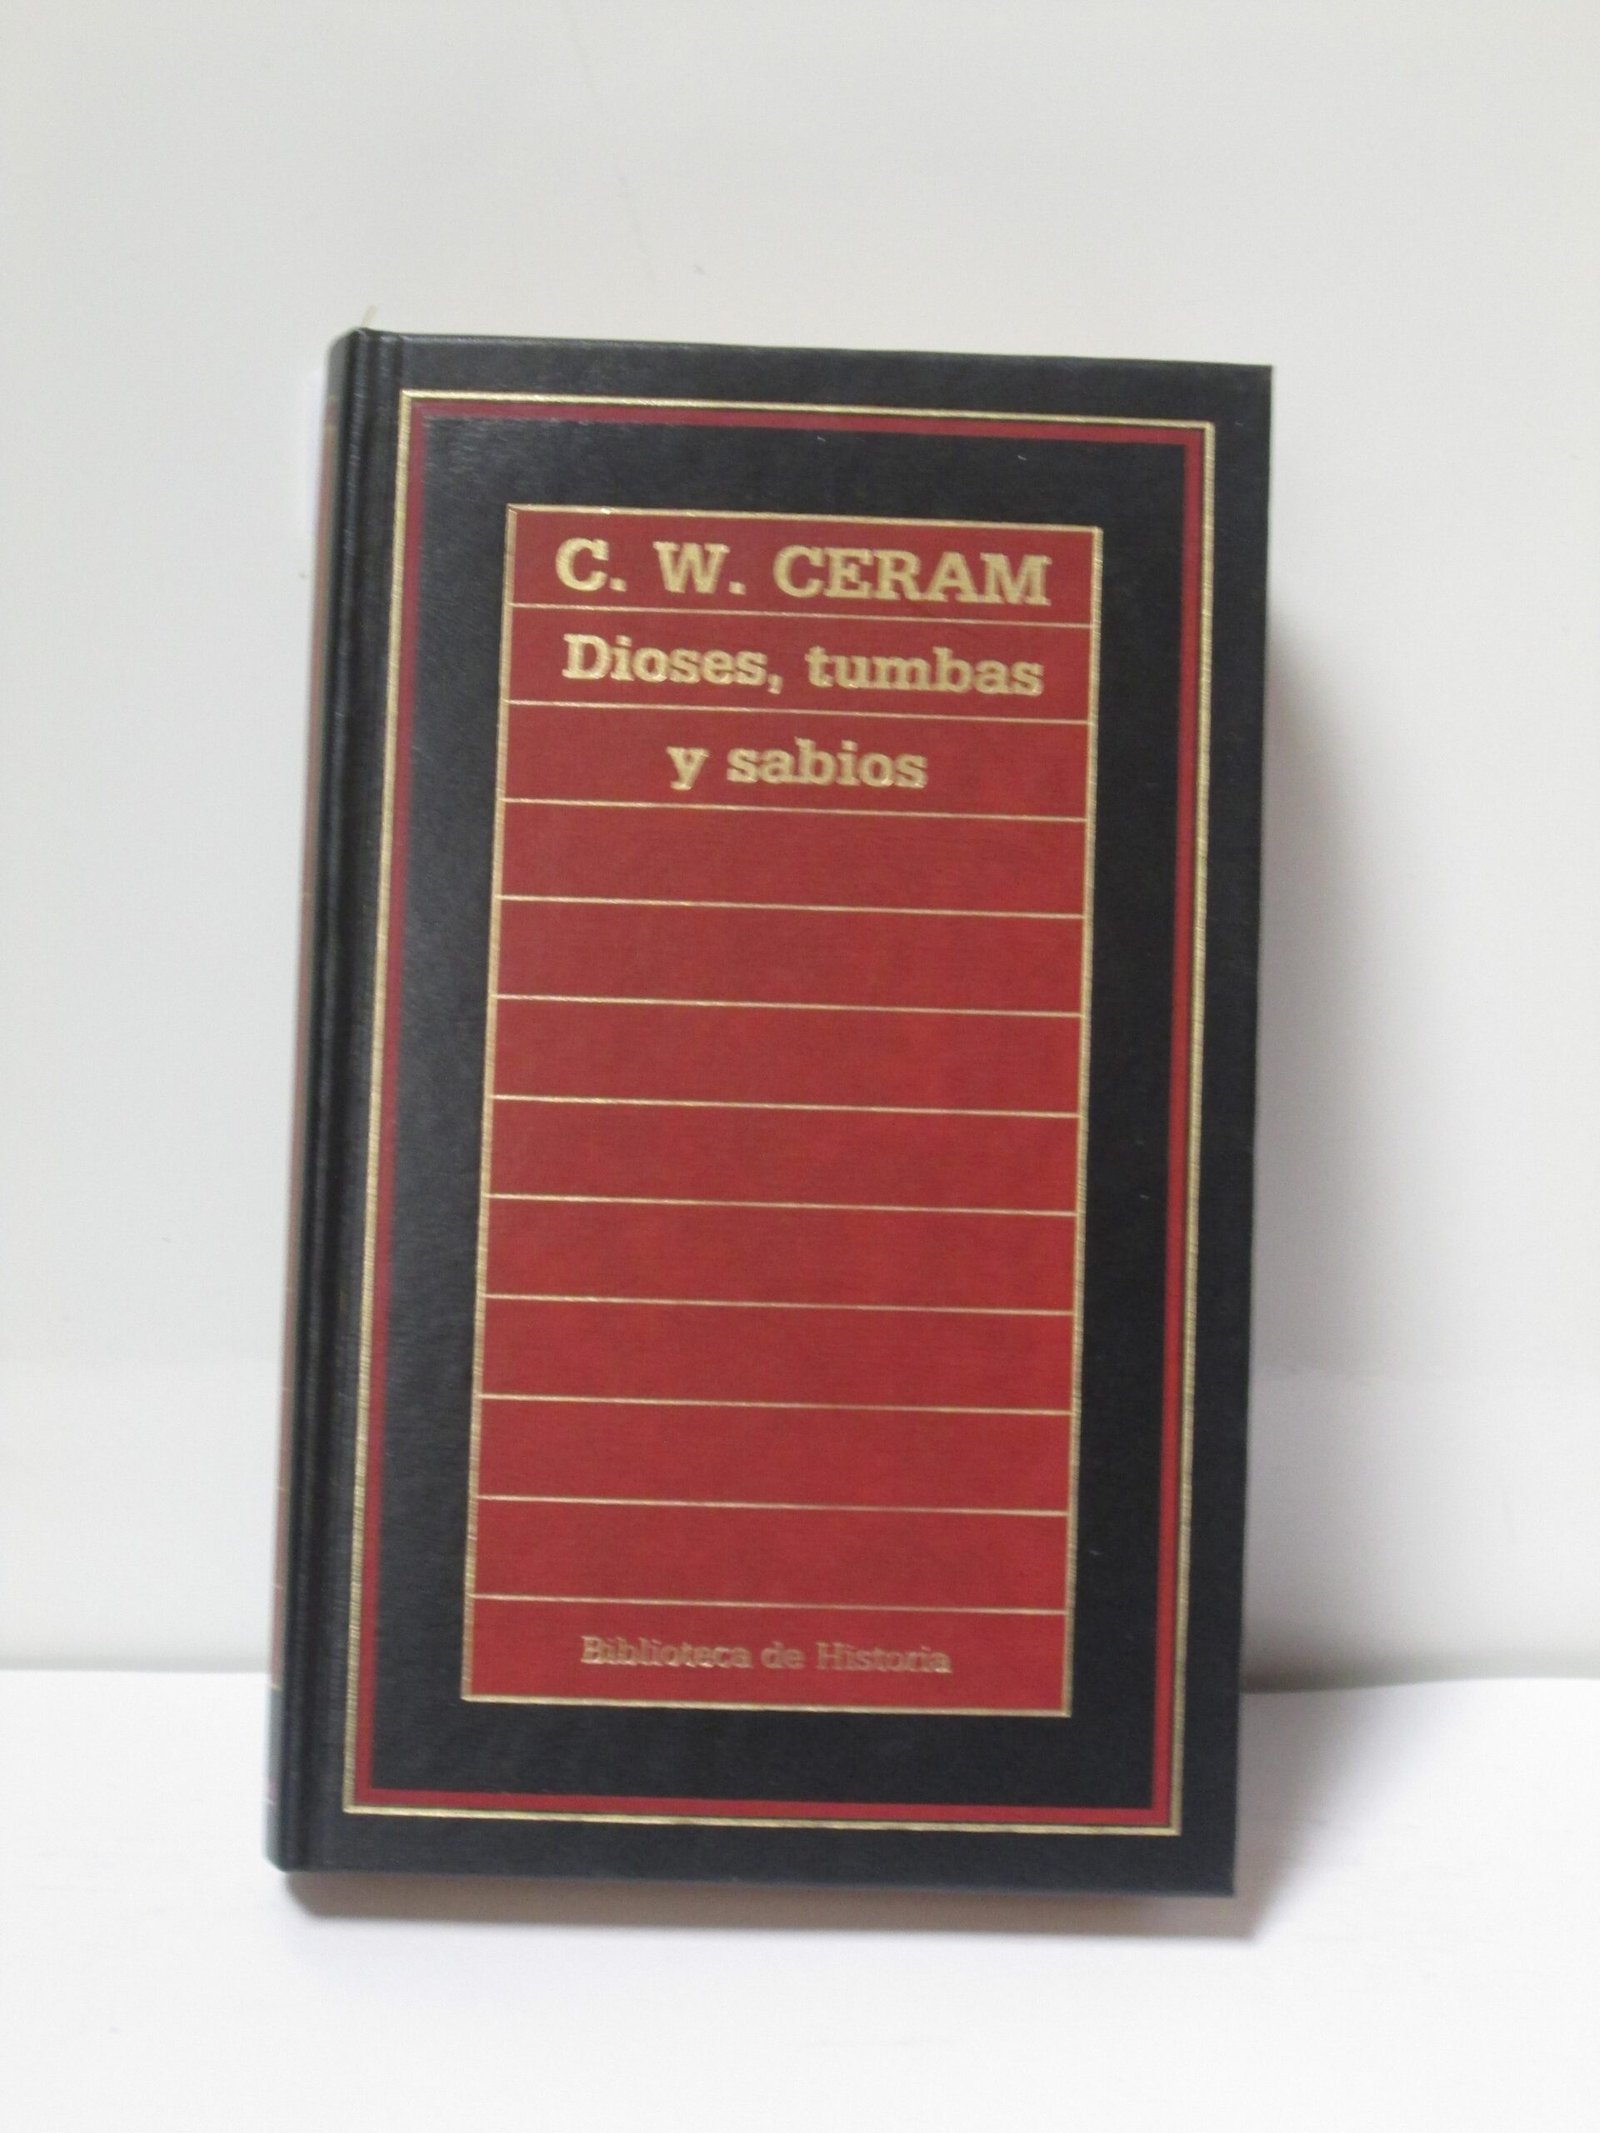 C. W. CERAM
Dioses, tumbas
y sabios
Biblioteca de Historia